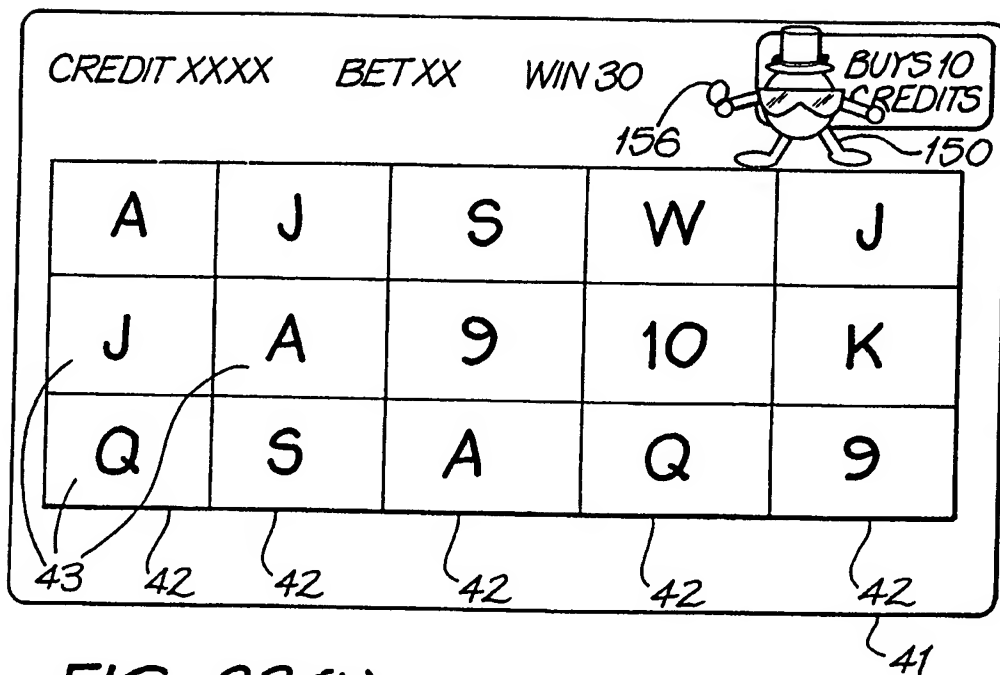 CREDIT XXXX BET XX WIN 30 BUYS 10
CREDITS
156 150
A J S W J
J A 9 10 K
Q S A Q 9
43 42 42 42 42 42
41